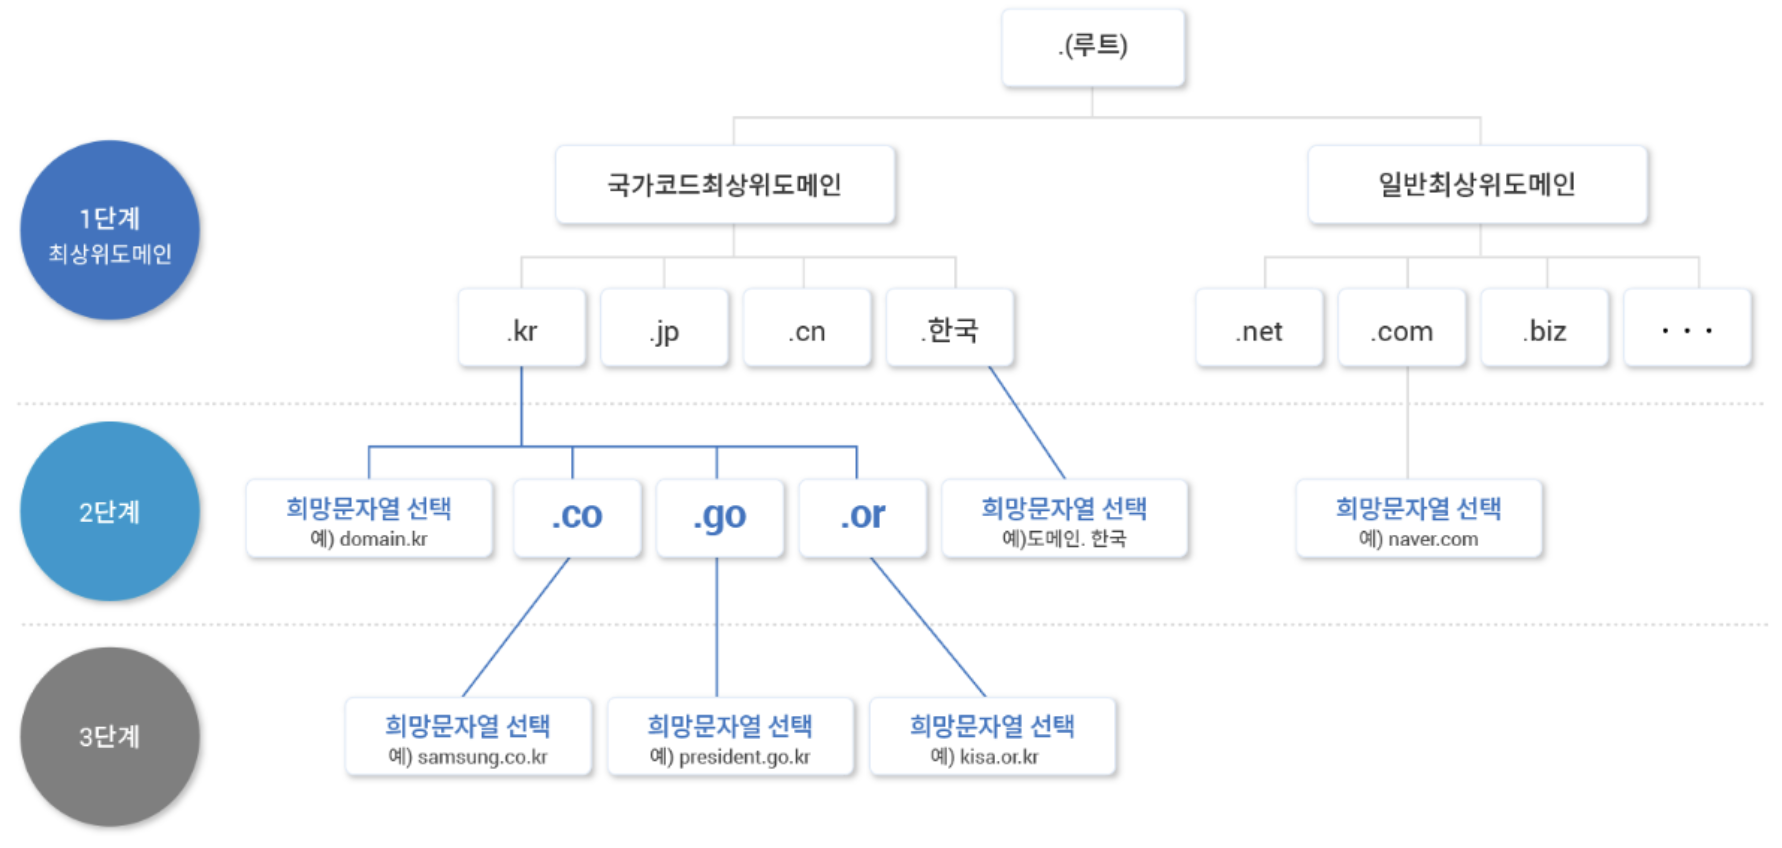 .(루트)
국가코드최상위도메인
일반최상위도메인
1단계
최상위도메인
.kr
.jp
.cn
.한국
.net
.com
.biz
...
2단계
희망문자열 선택
예) domain.kr
.co
.go
.or
희망문자열 선택
예)도메인. 한국
희망문자열 선택
예) naver.com
3단계
희망문자열 선택
예) samsung.co.kr
희망문자열 선택
예) president.go.kr
희망문자열 선택
예) kisa.or.kr